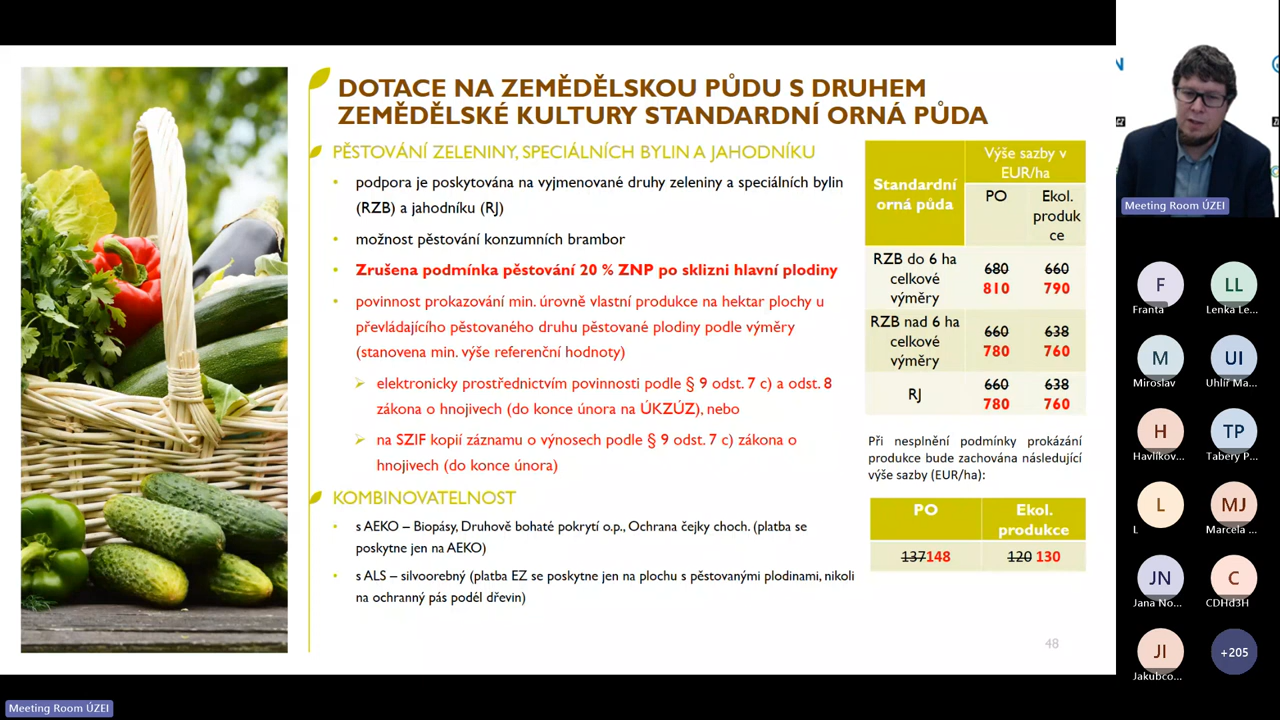 DOTACE NA ZEMĚDĚLSKOU PŮDU S DRUHEM
ZEMĚDĚLSKÉ KULTURY STANDARDNÍ ORNÁ PŮDA
PĚSTOVÁNÍ ZELENINY, SPECIÁLNÍCH BYLIN A JAHODNÍKU
podpora je poskytována na vyjmenované druhy zeleniny a speciálních bylin
(RZB) a jahodníku (RJ)
možnost pěstování konzumních brambor
Zrušena podmínka pěstování 20 % ZNP po sklizni hlavní plodiny
povinnost prokazování min. úrovně vlastní produkce na hektar plochy u
převládajícího pěstovaného druhu pěstované plodiny podle výměry
(stanovena min. výše referenční hodnoty)
elektronicky prostřednictvím povinnosti podle § 9 odst. 7 c) a odst. 8
zákona o hnojivech (do konce února na ÚKZÚZ), nebo
na SZIF kopií záznamu o výnosech podle § 9 odst. 7 c) zákona o
hnojivech (do konce února)
KOMBINOVATELNOST
s AEKO – Biopásy, Druhově bohaté pokrytí o.p., Ochrana čejky choch. (platba se
poskytne jen na AEKO)
s ALS – silvoorebný (platba EZ se poskytne jen na plochu s pěstovanými plodinami, nikoli
na ochranný pás podél dřevin)
Standardní
orná půda
Výše sazby v
EUR/ha
PO
Ekol.
produk
ce
RZB do 6 ha
celkové
výměry
680
810
660
790
RZB nad 6 ha
celkové
výměry
660
780
638
760
RJ
660
780
638
760
Při nesplnění podmínky prokázání
produkce bude zachována následující
výše sazby (EUR/ha):
PO
Ekol.
produkce
137148
120 130
48
Meeting Room ÚZEI
F
Franta
LL
Lenka Le...
M
Miroslav
UI
Uhlíř Ma...
H
Havlíkov...
TP
Tabery P...
L
L
MJ
Marcela ...
JN
Jana No...
C
CDHd3H
JI
Jakubco...
+205
Meeting Room ÚZEI